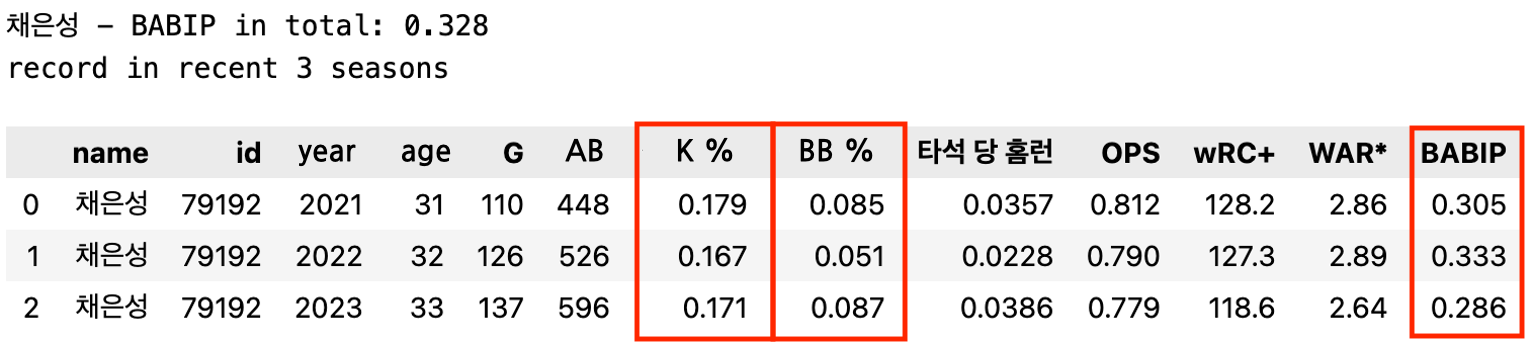 채은성 - BABIP in total: 0.328
record in recent 3 seasons
name id year age G AB K % BB % 타석 당 홈런 OPS wRC+ WAR* BABIP
0 채은성 79192 2021 31 110 448 0.179 0.085 0.0357 0.812 128.2 2.86 0.305
1 채은성 79192 2022 32 126 526 0.167 0.051 0.0228 0.790 127.3 2.89 0.333
2 채은성 79192 2023 33 137 596 0.171 0.087 0.0386 0.779 118.6 2.64 0.286